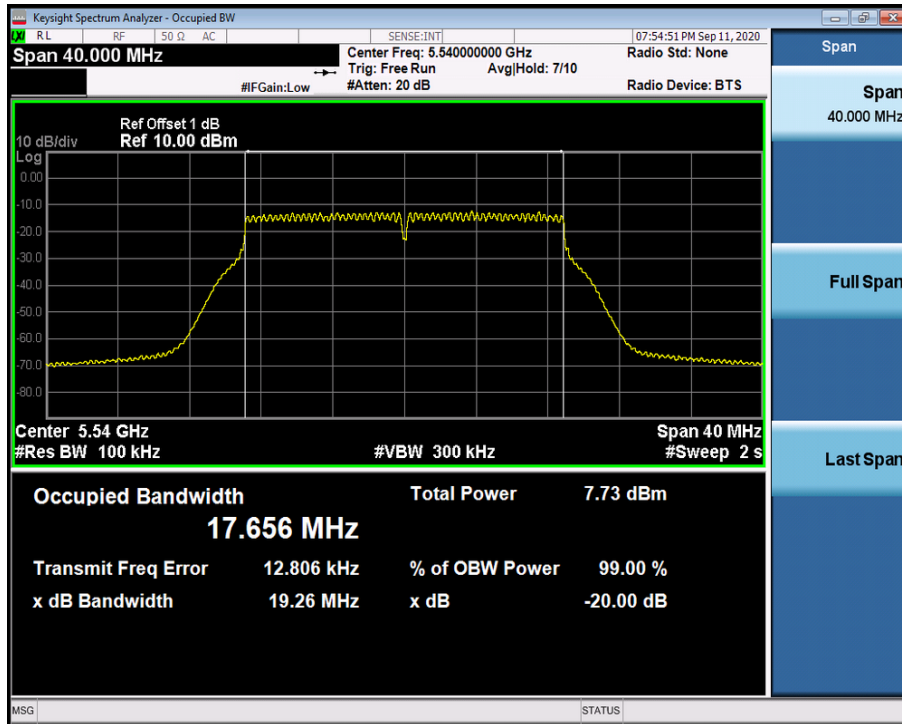 Keysight Spectrum Analyzer - Occupied BW
LXI RL RF 50 Ω AC SENSE:INT 07:54:51 PM Sep 11, 2020
Span 40.000 MHz
Center Freq: 5.540000000 GHz
Radio Std: None
Trig: Free Run Avg|Hold: 7/10
#IFGain:Low #Atten: 20 dB Radio Device: BTS
Ref Offset 1 dB
10 dB/div Ref 10.00 dBm
Log
0.00
-10.0
-20.0
-30.0
-40.0
-50.0
-60.0
-70.0
-80.0
Center 5.54 GHz Span 40 MHz
#Res BW 100 kHz #VBW 300 kHz #Sweep 2 s
Occupied Bandwidth Total Power 7.73 dBm
17.656 MHz
Transmit Freq Error 12.806 kHz % of OBW Power 99.00 %
x dB Bandwidth 19.26 MHz x dB -20.00 dB
MSG STATUS
Span
Span
40.000 MHz
Full Span
Last Span